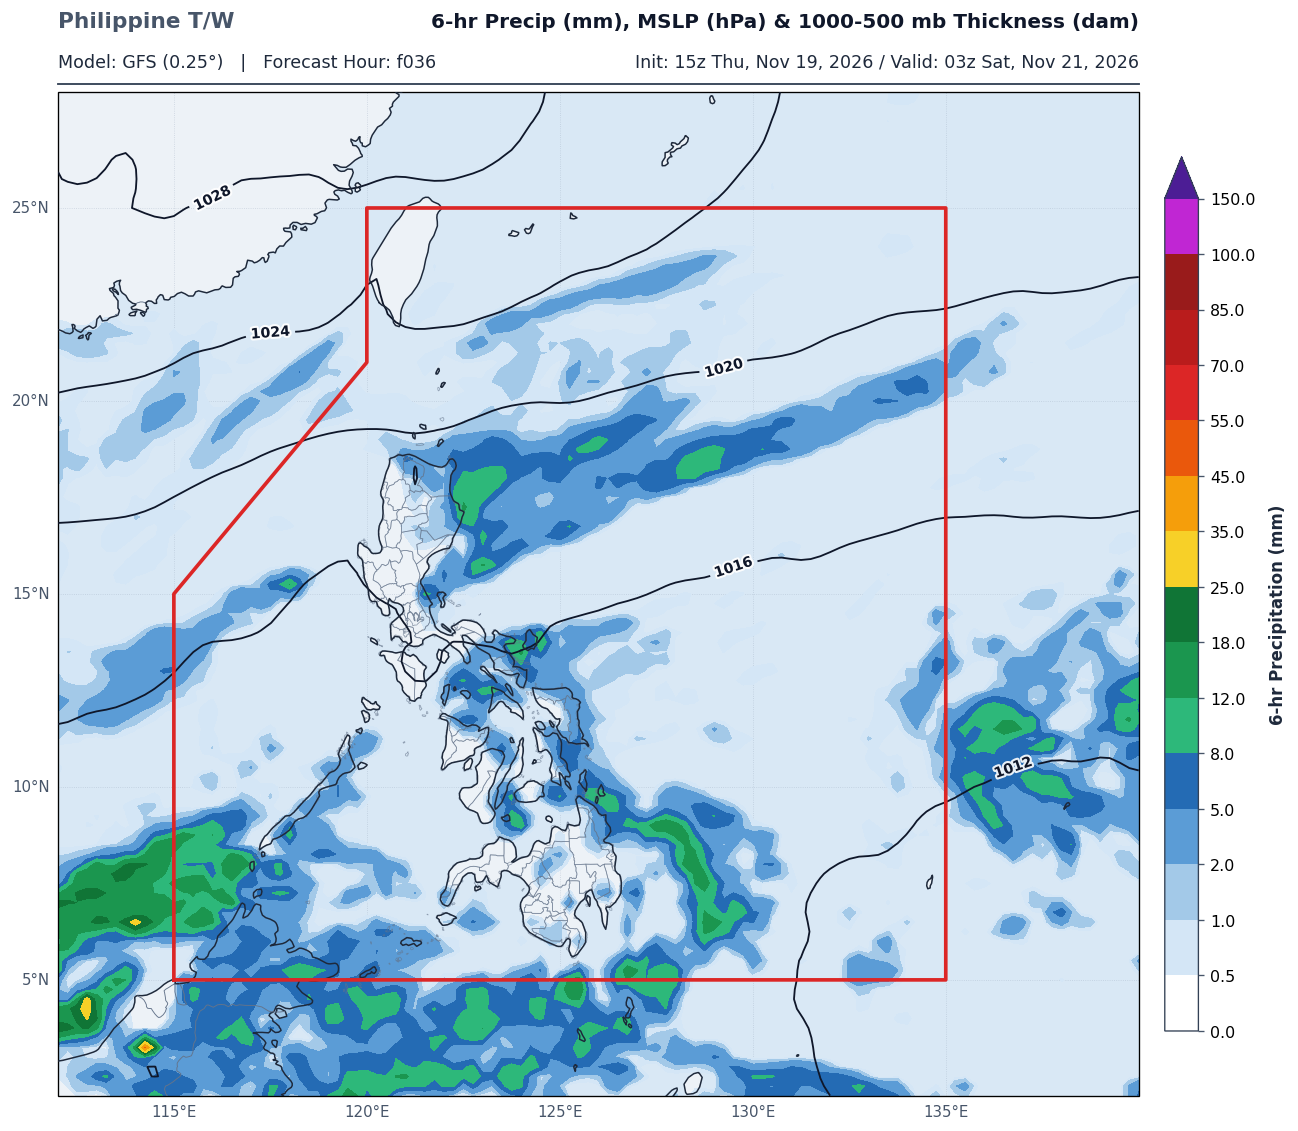 Philippine T/W
6-hr Precip (mm), MSLP (hPa) & 1000-500 mb Thickness (dam)
Model: GFS (0.25°) | Forecast Hour: f036
Init: 15z Thu, Nov 19, 2026 / Valid: 03z Sat, Nov 21, 2026
25°N
20°N
15°N
10°N
5°N
115°E
120°E
125°E
130°E
135°E
1028
1024
1020
1016
1012
150.0
100.0
85.0
70.0
55.0
45.0
35.0
25.0
18.0
12.0
8.0
5.0
2.0
1.0
0.5
0.0
6-hr Precipitation (mm)